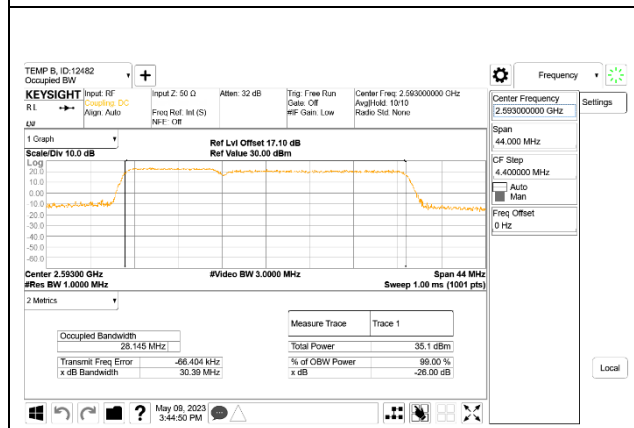 TEMP B, ID:12482
Occupied BW
Frequency
KEYSIGHT
RL
Input: RF
Coupling: DC
Align: Auto
Input Z: 50 Ω
Freq Ref: Int (S)
NFE: Off
Atten: 32 dB
Trig: Free Run
Gate: Off
#IF Gain: Low
Center Freq: 2.593000000 GHz
Avg|Hold: 10/10
Radio Std: None
Center Frequency
2.593000000 GHz
Settings
Span
44.000 MHz
CF Step
4.400000 MHz
Auto
Man
Freq Offset
0 Hz
1 Graph
Scale/Div 10.0 dB
Ref Lvl Offset 17.10 dB
Ref Value 30.00 dBm
Log
20.0
10.0
0.00
-10.0
-20.0
-30.0
-40.0
-50.0
-60.0
Center 2.59300 GHz
#Res BW 1.0000 MHz
#Video BW 3.0000 MHz
Span 44 MHz
Sweep 1.00 ms (1001 pts)
2 Metrics
Measure Trace Trace 1
Occupied Bandwidth
28.145 MHz
Total Power 35.1 dBm
Transmit Freq Error -66.404 kHz
% of OBW Power 99.00 %
x dB Bandwidth 30.39 MHz
x dB -26.00 dB
Local
May 09, 2023
3:44:50 PM